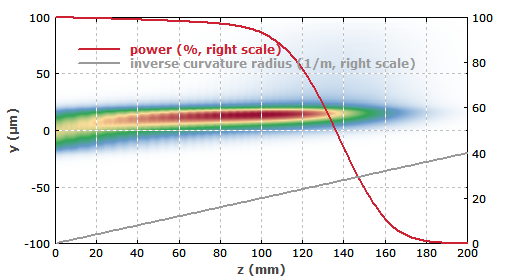 100
50
0
-50
-100
y (µm)
power (%, right scale)
inverse curvature radius (1/m, right scale)
100
80
60
40
20
0
0 20 40 60 80 100 120 140 160 180 200
z (mm)